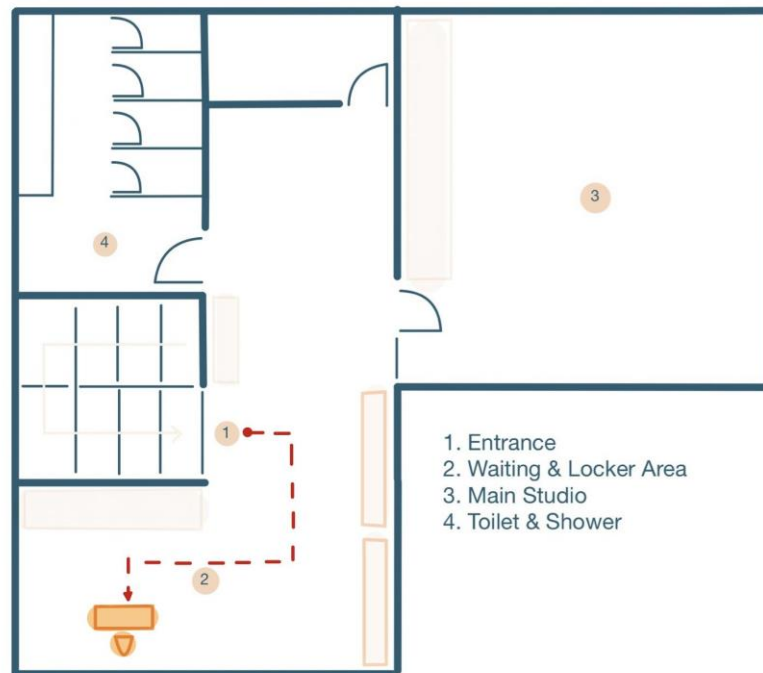 4
3
1
2
1. Entrance
2. Waiting & Locker Area
3. Main Studio
4. Toilet & Shower